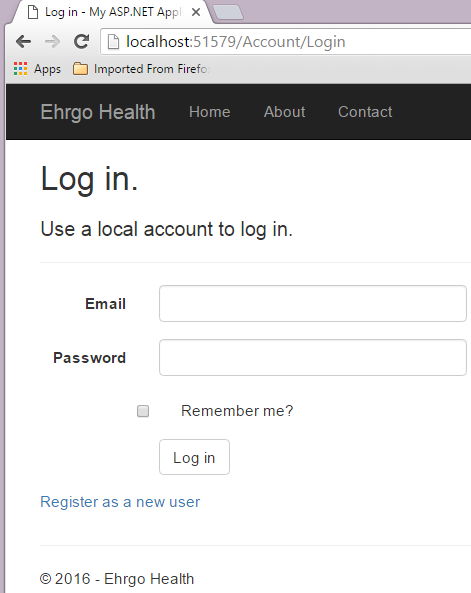 Log in - My ASP.NET Appl
localhost:51579/Account/Login
Apps Imported From Firefo
Ehrgo Health Home About Contact
Log in.
Use a local account to log in.
Email
Password
Remember me?
Log in
Register as a new user
© 2016 - Ehrgo Health